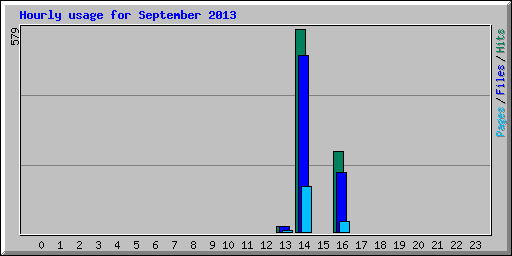 Hourly usage for September 2013
579
Pages/Files/Hits
0 1 2 3 4 5 6 7 8 9 10 11 12 13 14 15 16 17 18 19 20 21 22 23